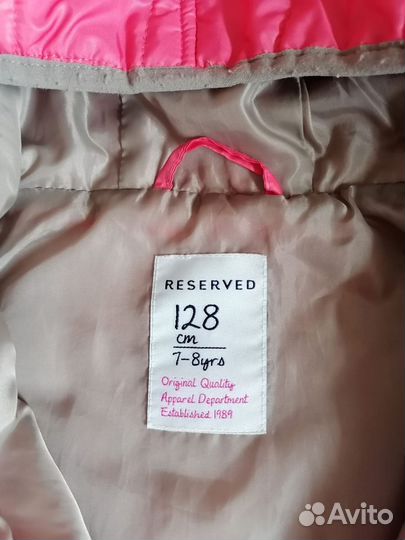 RESERVED
128
cm
7-8yrs
Original Quality
Apparel Department
Established 1989
Avito